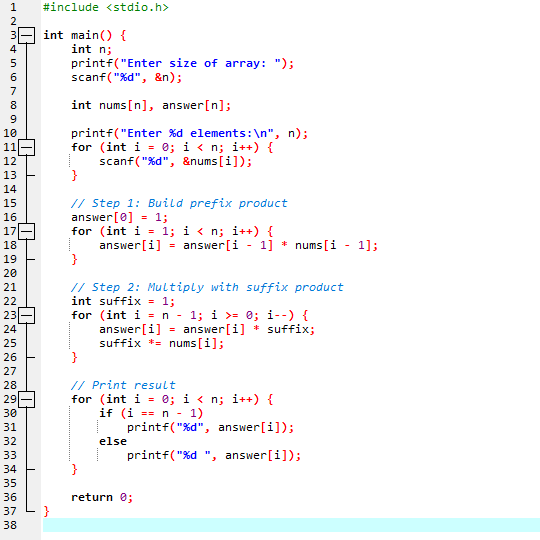 1 #include <stdio.h>
2
3 int main() {
4     int n;
5     printf("Enter size of array: ");
6     scanf("%d", &n);
7
8     int nums[n], answer[n];
9
10     printf("Enter %d elements:\n", n);
11     for (int i = 0; i < n; i++) {
12         scanf("%d", &nums[i]);
13     }
14
15     // Step 1: Build prefix product
16     answer[0] = 1;
17     for (int i = 1; i < n; i++) {
18         answer[i] = answer[i - 1] * nums[i - 1];
19     }
20
21     // Step 2: Multiply with suffix product
22     int suffix = 1;
23     for (int i = n - 1; i >= 0; i--) {
24         answer[i] = answer[i] * suffix;
25         suffix *= nums[i];
26     }
27
28     // Print result
29     for (int i = 0; i < n; i++) {
30         if (i == n - 1)
31             printf("%d", answer[i]);
32         else
33             printf("%d ", answer[i]);
34     }
35
36     return 0;
37 }
38